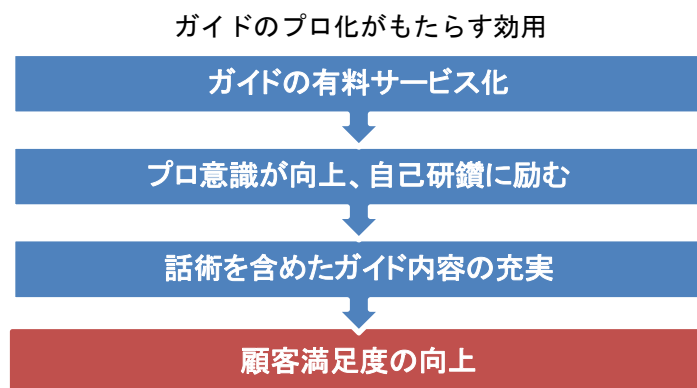 ガイドのプロ化がもたらす効用
ガイドの有料サービス化
プロ意識が向上、自己研鑽に励む
話術を含めたガイド内容の充実
顧客満足度の向上